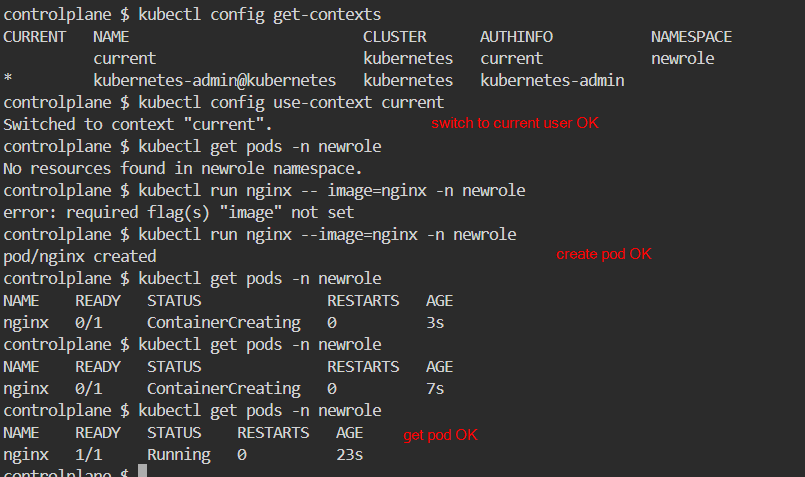 controlplane $ kubectl config get-contexts
CURRENT NAME CLUSTER AUTHINFO NAMESPACE
current kubernetes current newrole
* kubernetes-admin@kubernetes kubernetes kubernetes-admin
controlplane $ kubectl config use-context current
Switched to context "current". switch to current user OK
controlplane $ kubectl get pods -n newrole
No resources found in newrole namespace.
controlplane $ kubectl run nginx -- image=nginx -n newrole
error: required flag(s) "image" not set
controlplane $ kubectl run nginx --image=nginx -n newrole
pod/nginx created create pod OK
controlplane $ kubectl get pods -n newrole
NAME READY STATUS RESTARTS AGE
nginx 0/1 ContainerCreating 0 3s
controlplane $ kubectl get pods -n newrole
NAME READY STATUS RESTARTS AGE
nginx 0/1 ContainerCreating 0 7s
controlplane $ kubectl get pods -n newrole
NAME READY STATUS RESTARTS AGE get pod OK
nginx 1/1 Running 0 23s
controlplane $